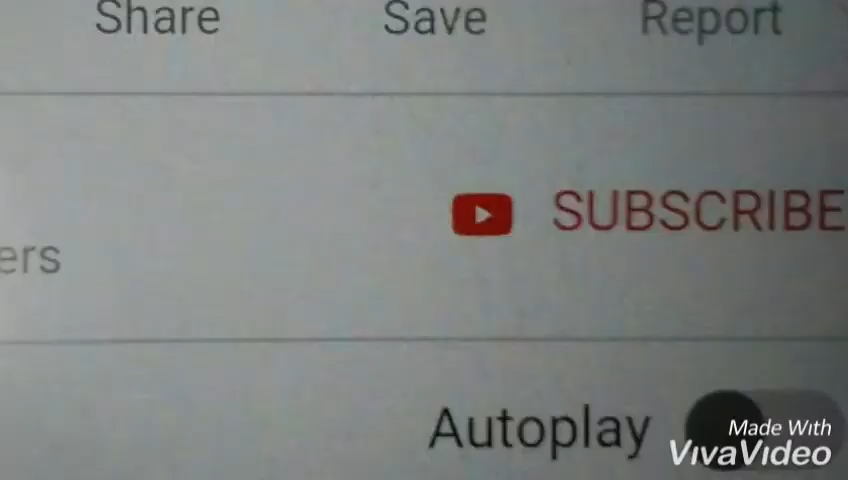 Share Save Report
SUBSCRIBE
ers
Autoplay
Made With
VivaVideo